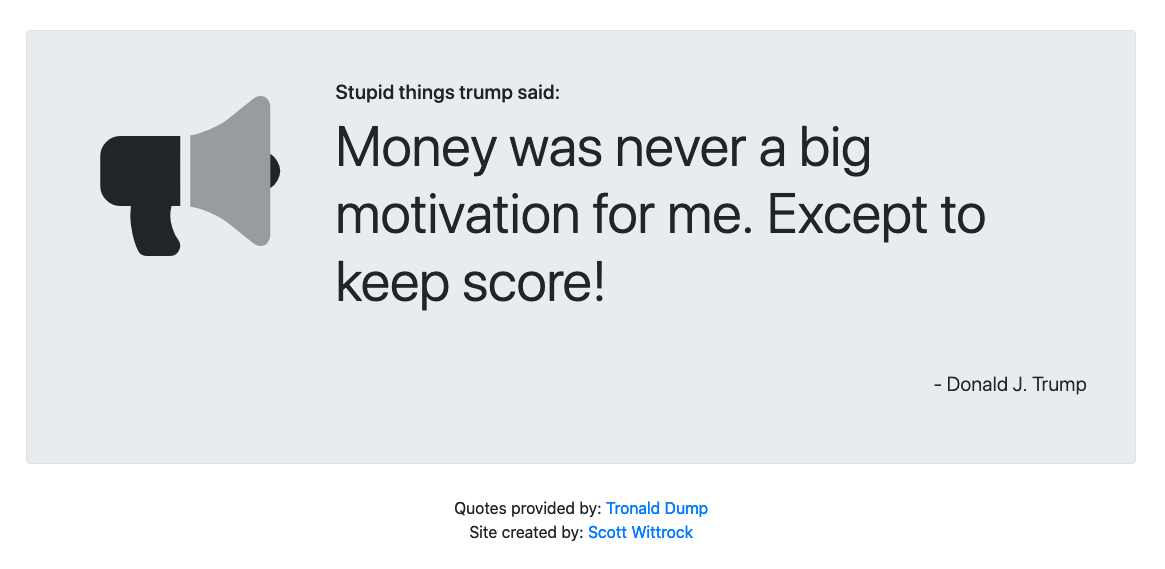 Stupid things trump said:
Money was never a big
motivation for me. Except to
keep score!
- Donald J. Trump
Quotes provided by: Tronald Dump
Site created by: Scott Wittrock